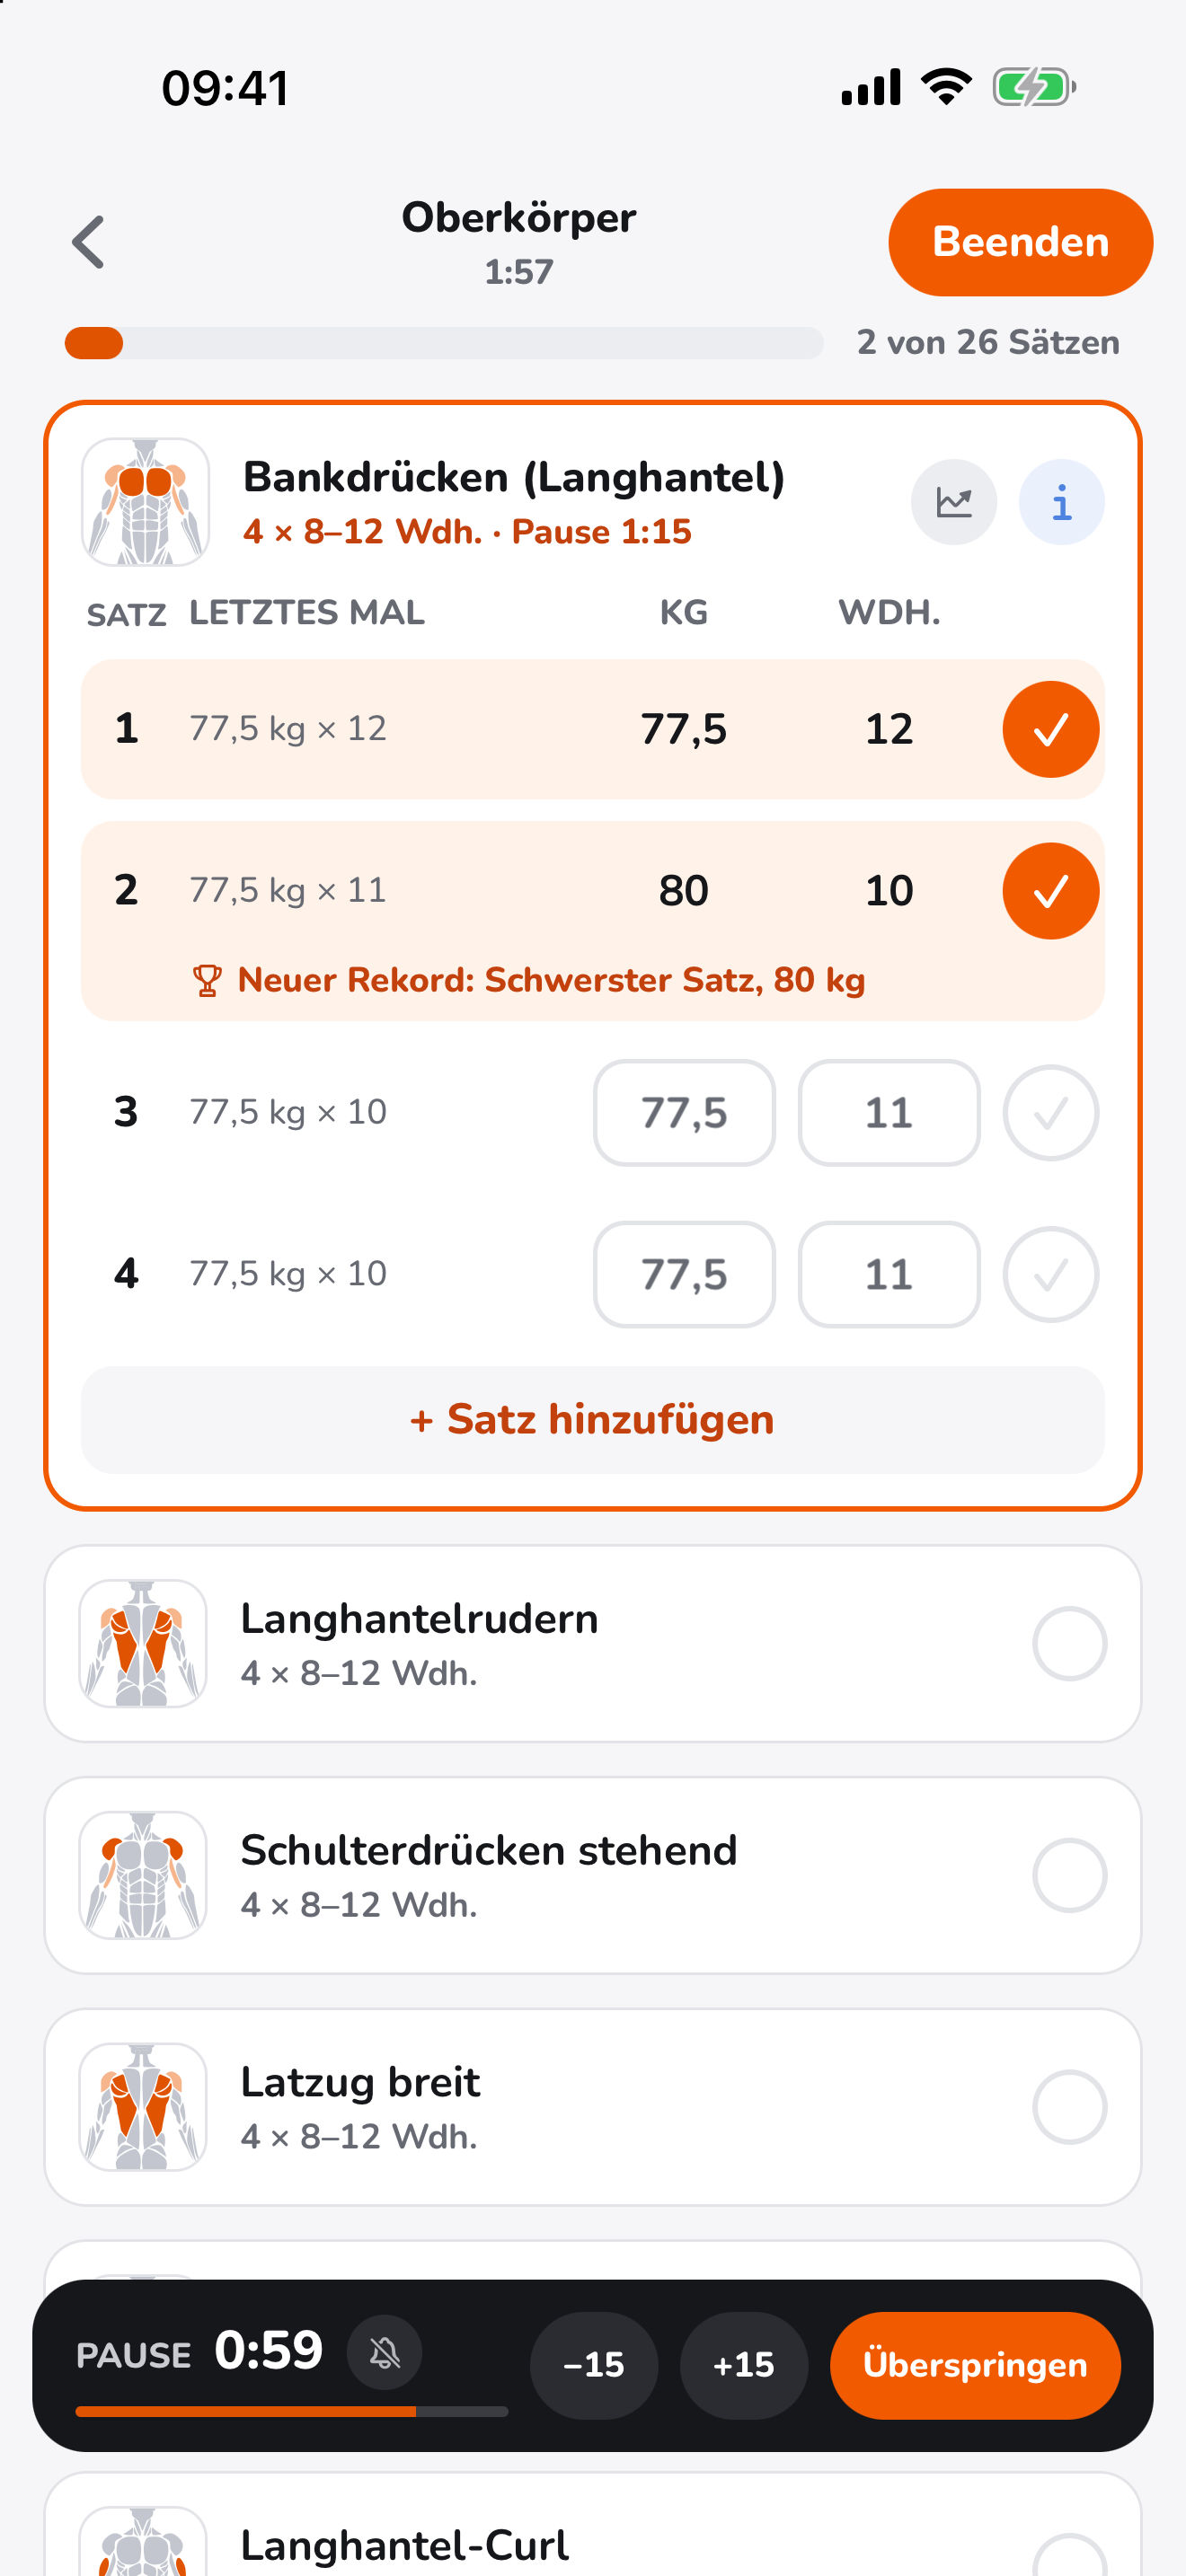 09:41
Oberkörper
1:57
Beenden
2 von 26 Sätzen
Bankdrücken (Langhantel)
4 × 8–12 Wdh. · Pause 1:15
i
SATZ LETZTES MAL KG WDH.
1 77,5 kg × 12 77,5 12
2 77,5 kg × 11 80 10
Neuer Rekord: Schwerster Satz, 80 kg
3 77,5 kg × 10 77,5 11
4 77,5 kg × 10 77,5 11
+ Satz hinzufügen
Langhantelrudern
4 × 8–12 Wdh.
Schulterdrücken stehend
4 × 8–12 Wdh.
Latzug breit
4 × 8–12 Wdh.
PAUSE 0:59 –15 +15 Überspringen
Langhantel-Curl